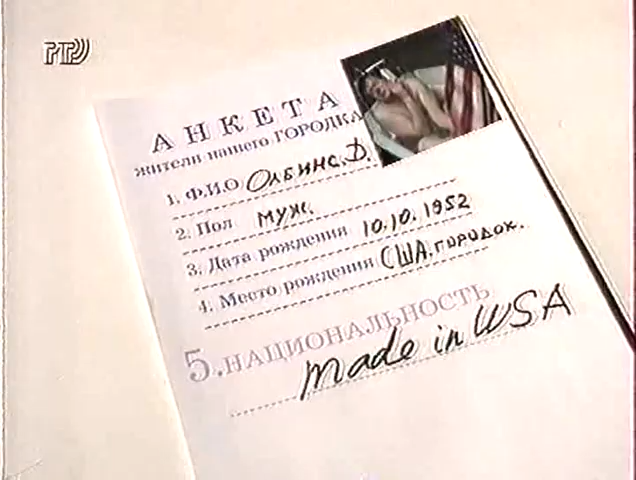 РТР
АНКЕТА
жителя нашего ГОРОДКА
1. Ф.И.О Олбинс. Д.
2. Пол муж.
3. Дата рождения 10.10.1952
4. Место рождения США. городок.
5. НАЦИОНАЛЬНОСТЬ
made in USA